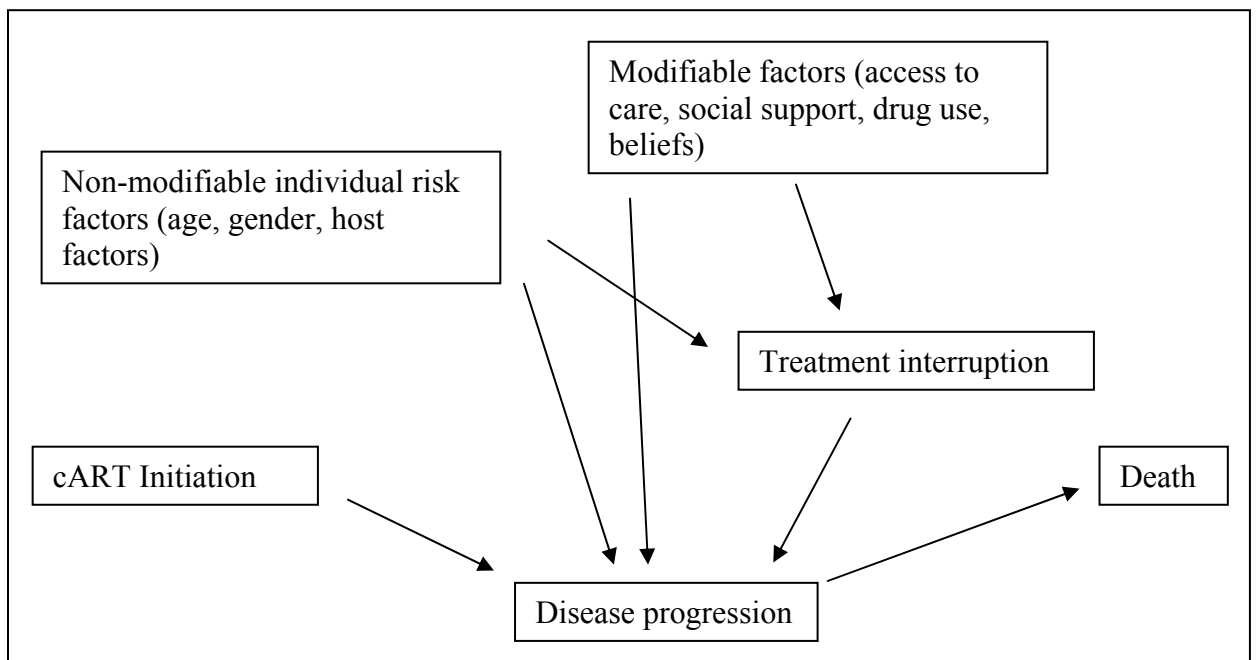 Modifiable factors (access to
care, social support, drug use,
beliefs)
Non-modifiable individual risk
factors (age, gender, host
factors)
Treatment interruption
cART Initiation
Death
Disease progression